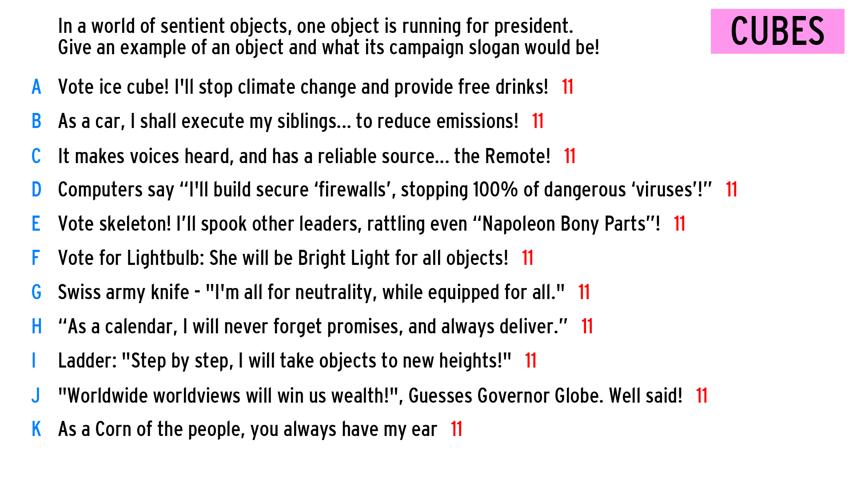 In a world of sentient objects, one object is running for president.
Give an example of an object and what its campaign slogan would be!
CUBES
A Vote ice cube! I'll stop climate change and provide free drinks! 11
B As a car, I shall execute my siblings... to reduce emissions! 11
C It makes voices heard, and has a reliable source... the Remote! 11
D Computers say “I'll build secure ‘firewalls’, stopping 100% of dangerous ‘viruses’!” 11
E Vote skeleton! I’ll spook other leaders, rattling even “Napoleon Bony Parts”! 11
F Vote for Lightbulb: She will be Bright Light for all objects! 11
G Swiss army knife - "I'm all for neutrality, while equipped for all." 11
H “As a calendar, I will never forget promises, and always deliver.” 11
I Ladder: "Step by step, I will take objects to new heights!" 11
J "Worldwide worldviews will win us wealth!", Guesses Governor Globe. Well said! 11
K As a Corn of the people, you always have my ear 11